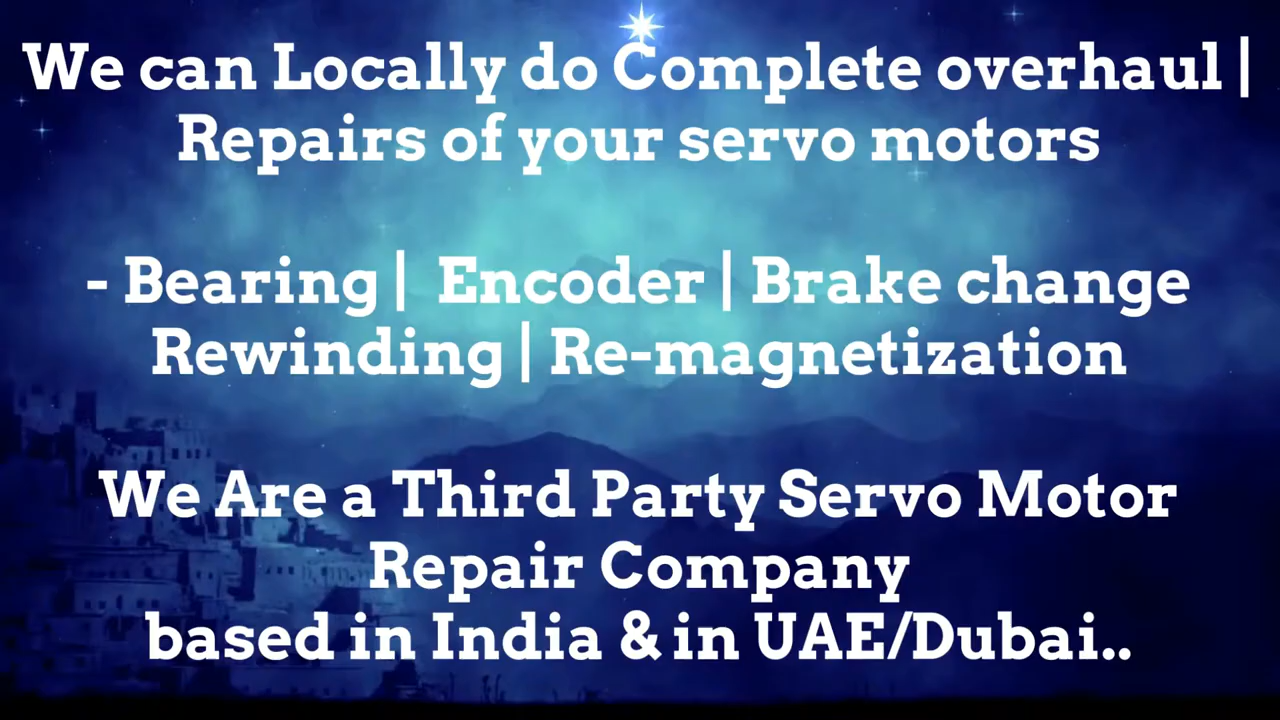 We can Locally do Complete overhaul |
Repairs of your servo motors
- Bearing | Encoder | Brake change
Rewinding | Re-magnetization
We Are a Third Party Servo Motor
Repair Company
based in India & in UAE/Dubai..